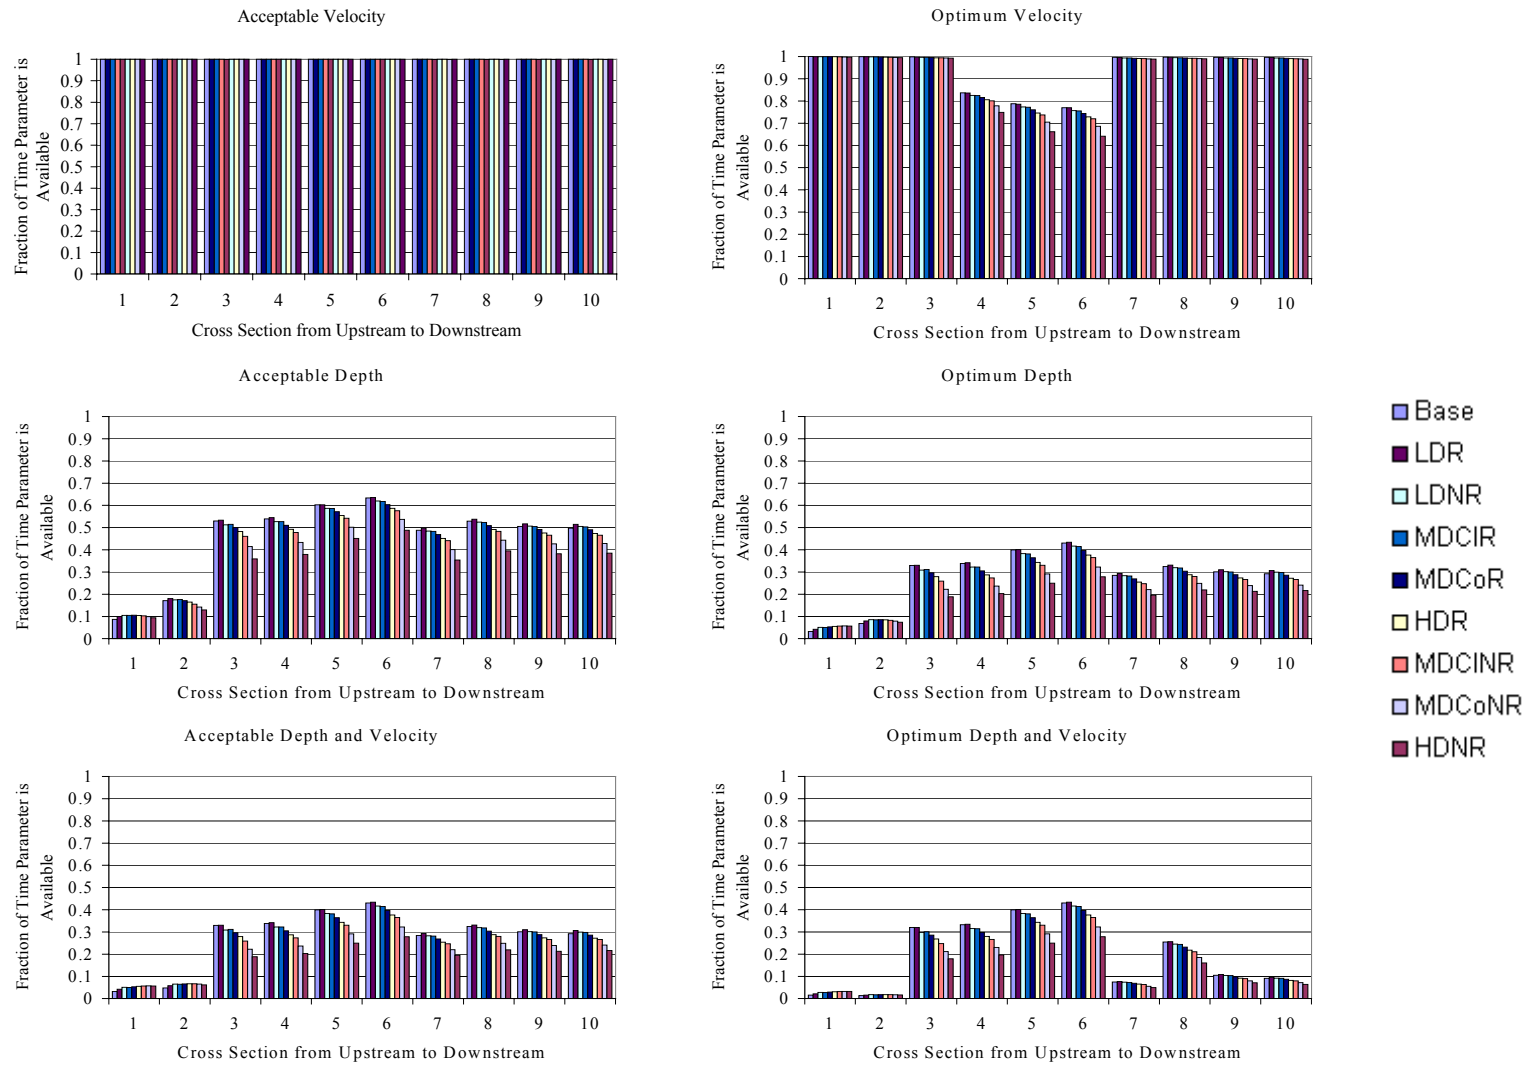 Acceptable Velocity
Fraction of Time Parameter is
Available
1
0.9
0.8
0.7
0.6
0.5
0.4
0.3
0.2
0.1
0
1 2 3 4 5 6 7 8 9 10
Cross Section from Upstream to Downstream
Optimum Velocity
Fraction of Time Parameter is
Available
1
0.9
0.8
0.7
0.6
0.5
0.4
0.3
0.2
0.1
0
1 2 3 4 5 6 7 8 9 10
Cross Section from Upstream to Downstream
Acceptable Depth
Fraction of Time Parameter is
Available
1
0.9
0.8
0.7
0.6
0.5
0.4
0.3
0.2
0.1
0
1 2 3 4 5 6 7 8 9 10
Cross Section from Upstream to Downstream
Optimum Depth
Fraction of Time Parameter is
Available
1
0.9
0.8
0.7
0.6
0.5
0.4
0.3
0.2
0.1
0
1 2 3 4 5 6 7 8 9 10
Cross Section from Upstream to Downstream
Base
LDR
LDNR
MDClR
MDCoR
HDR
MDClNR
MDCoNR
HDNR
Acceptable Depth and Velocity
Fraction of Time Parameter is
Available
1
0.9
0.8
0.7
0.6
0.5
0.4
0.3
0.2
0.1
0
1 2 3 4 5 6 7 8 9 10
Cross Section from Upstream to Downstream
Optimum Depth and Velocity
Fraction of Time Parameter is
Available
1
0.9
0.8
0.7
0.6
0.5
0.4
0.3
0.2
0.1
0
1 2 3 4 5 6 7 8 9 10
Cross Section from Upstream to Downstream